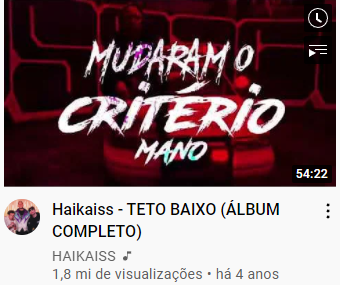 MUDARAM O
CRITÉRIO
MANO
54:22
Haikaiss - TETO BAIXO (ÁLBUM
COMPLETO)
HAIKAISS
1,8 mi de visualizações • há 4 anos